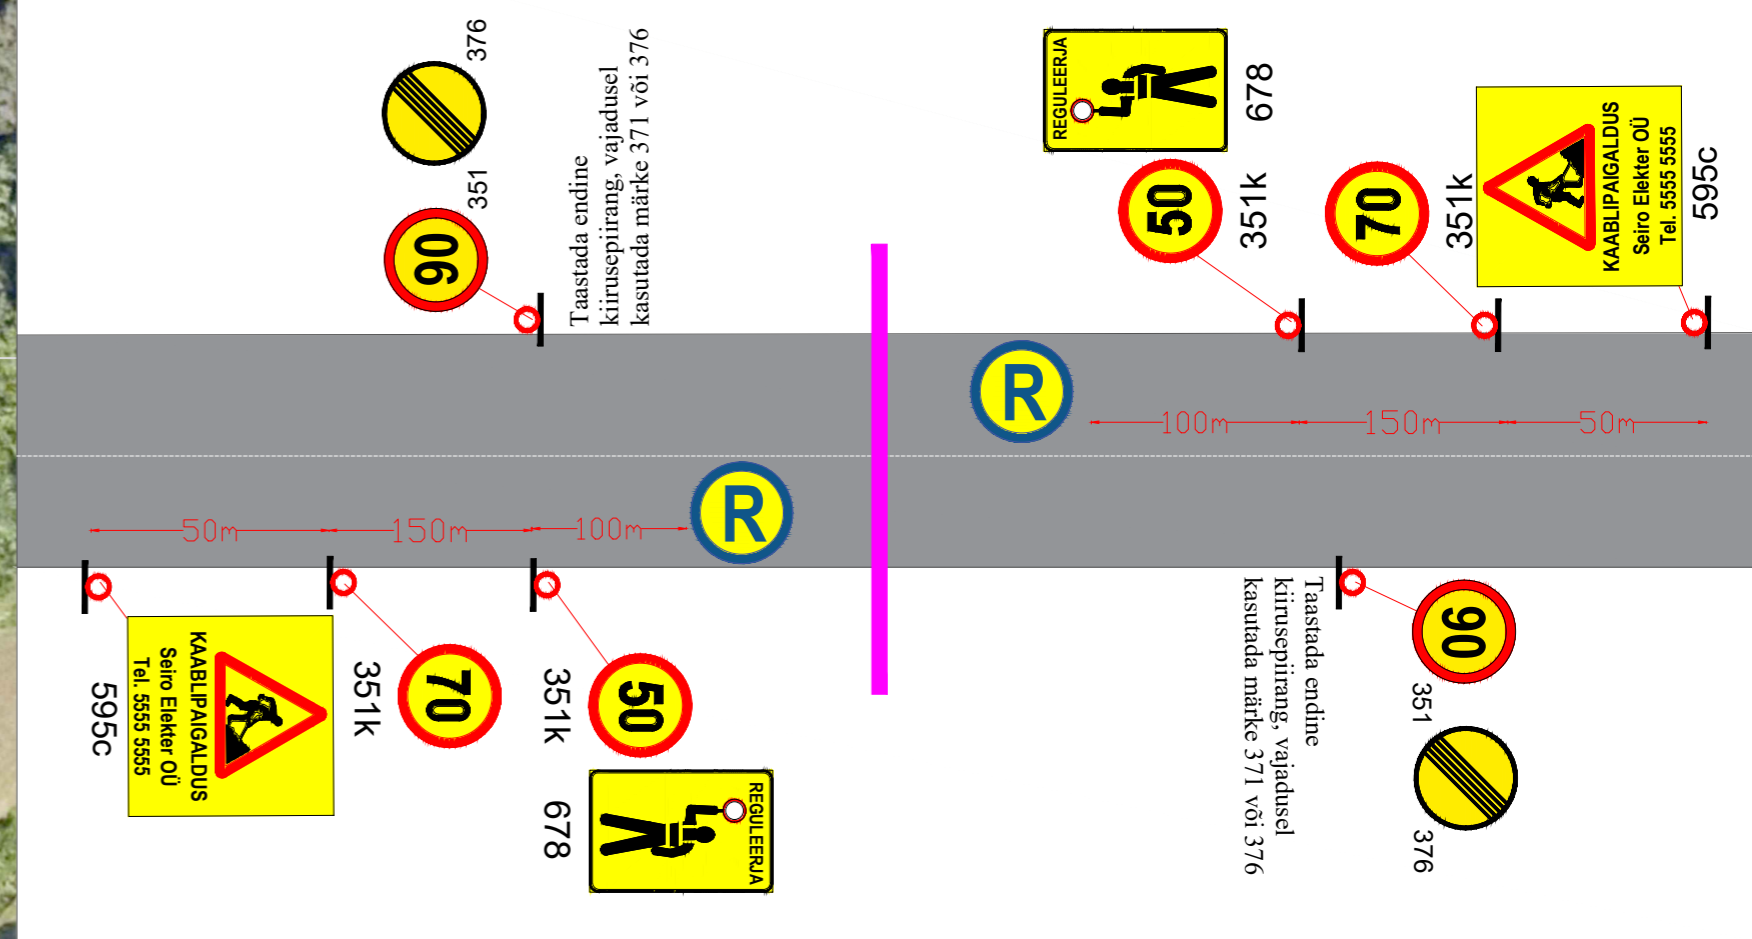 376
351
90
Taastada endine
kiirusepiirang, vajadusel
kasutada märke 371 või 376
REGULEERJA
678
50
351k
70
351k
KAABLIPAIGALDUS
Seiro Elekter OÜ
Tel. 5555 5555
595c
R
100m
150m
50m
R
50m
150m
100m
595c
KAABLIPAIGALDUS
Seiro Elekter OÜ
Tel. 5555 5555
351k
70
351k
50
678
REGULEERJA
Taastada endine
kiirusepiirang, vajadusel
kasutada märke 371 või 376
90
351
376